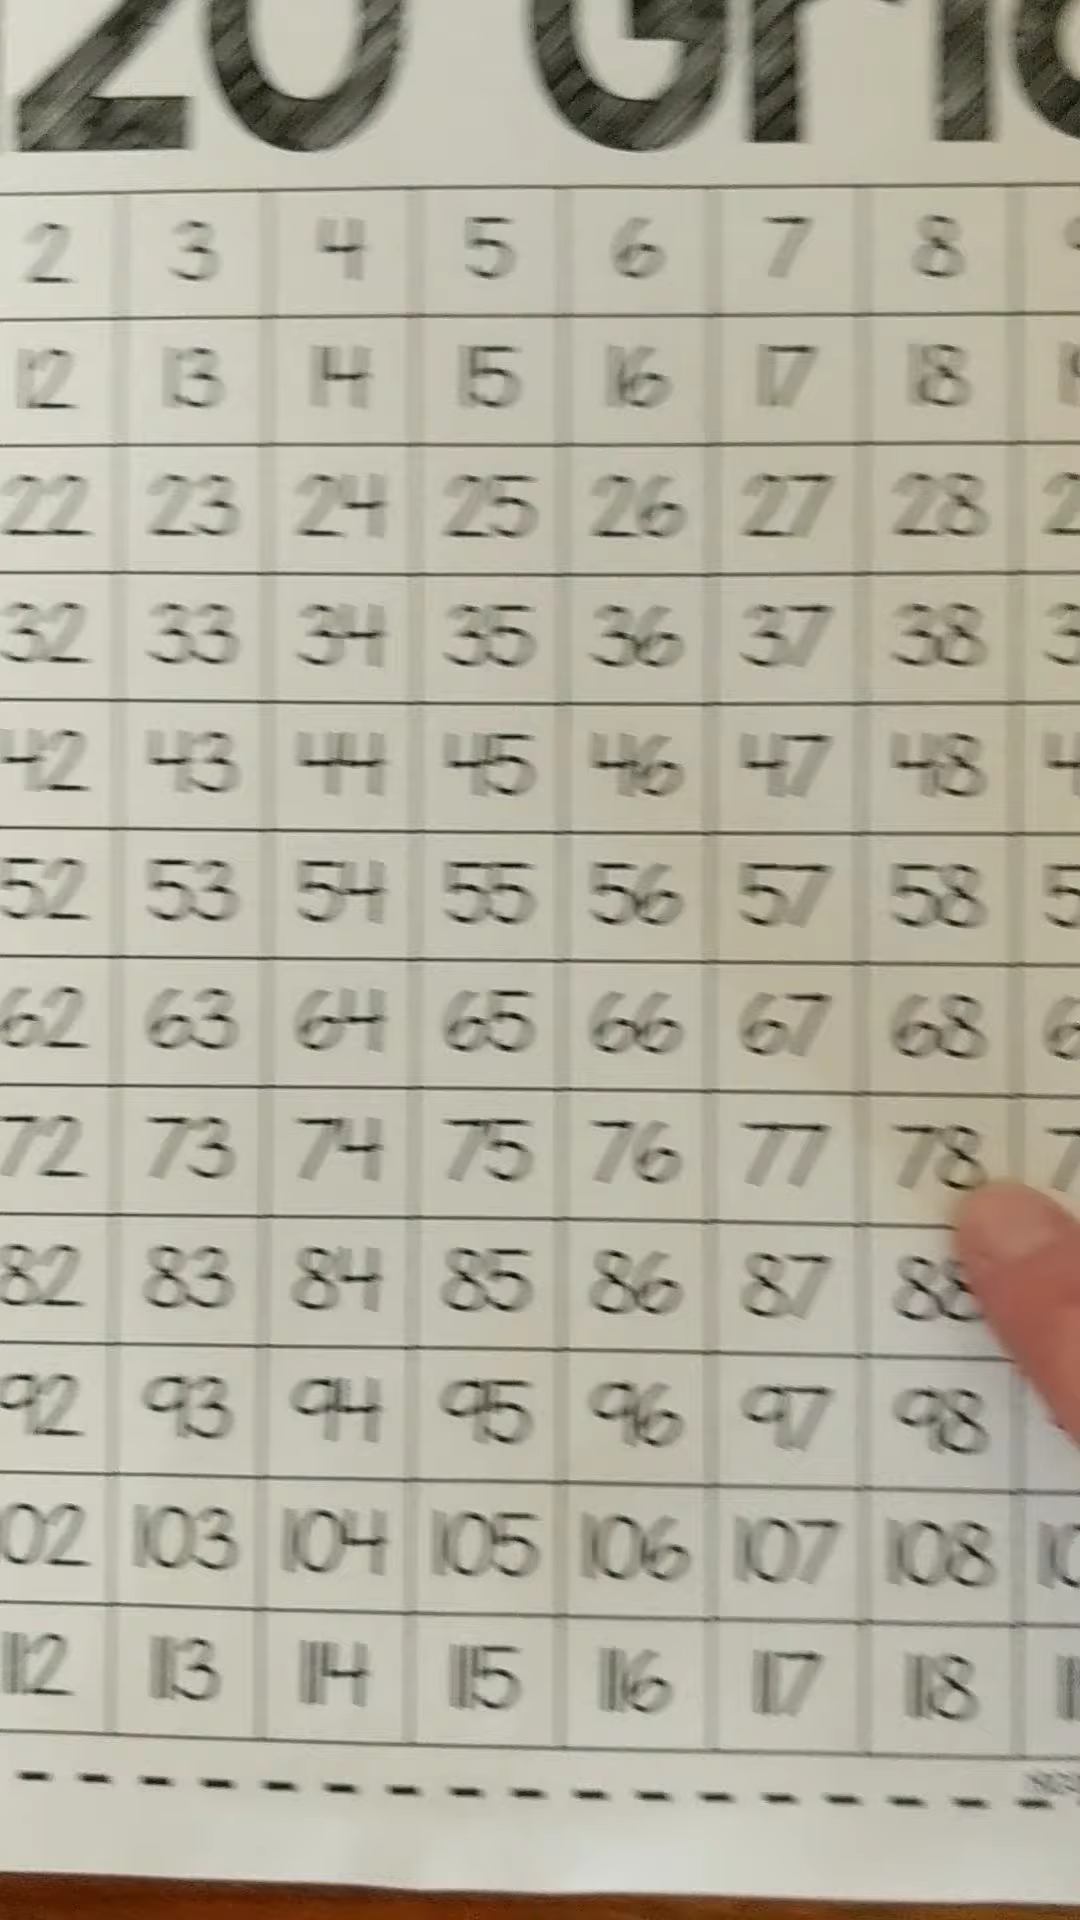 20 Gri
2 3 4 5 6 7 8
12 13 14 15 16 17 18
22 23 24 25 26 27 28
32 33 34 35 36 37 38
42 43 44 45 46 47 48
52 53 54 55 56 57 58
62 63 64 65 66 67 68
72 73 74 75 76 77 78
82 83 84 85 86 87 88
92 93 94 95 96 97 98
102 103 104 105 106 107 108
112 113 114 115 116 117 118